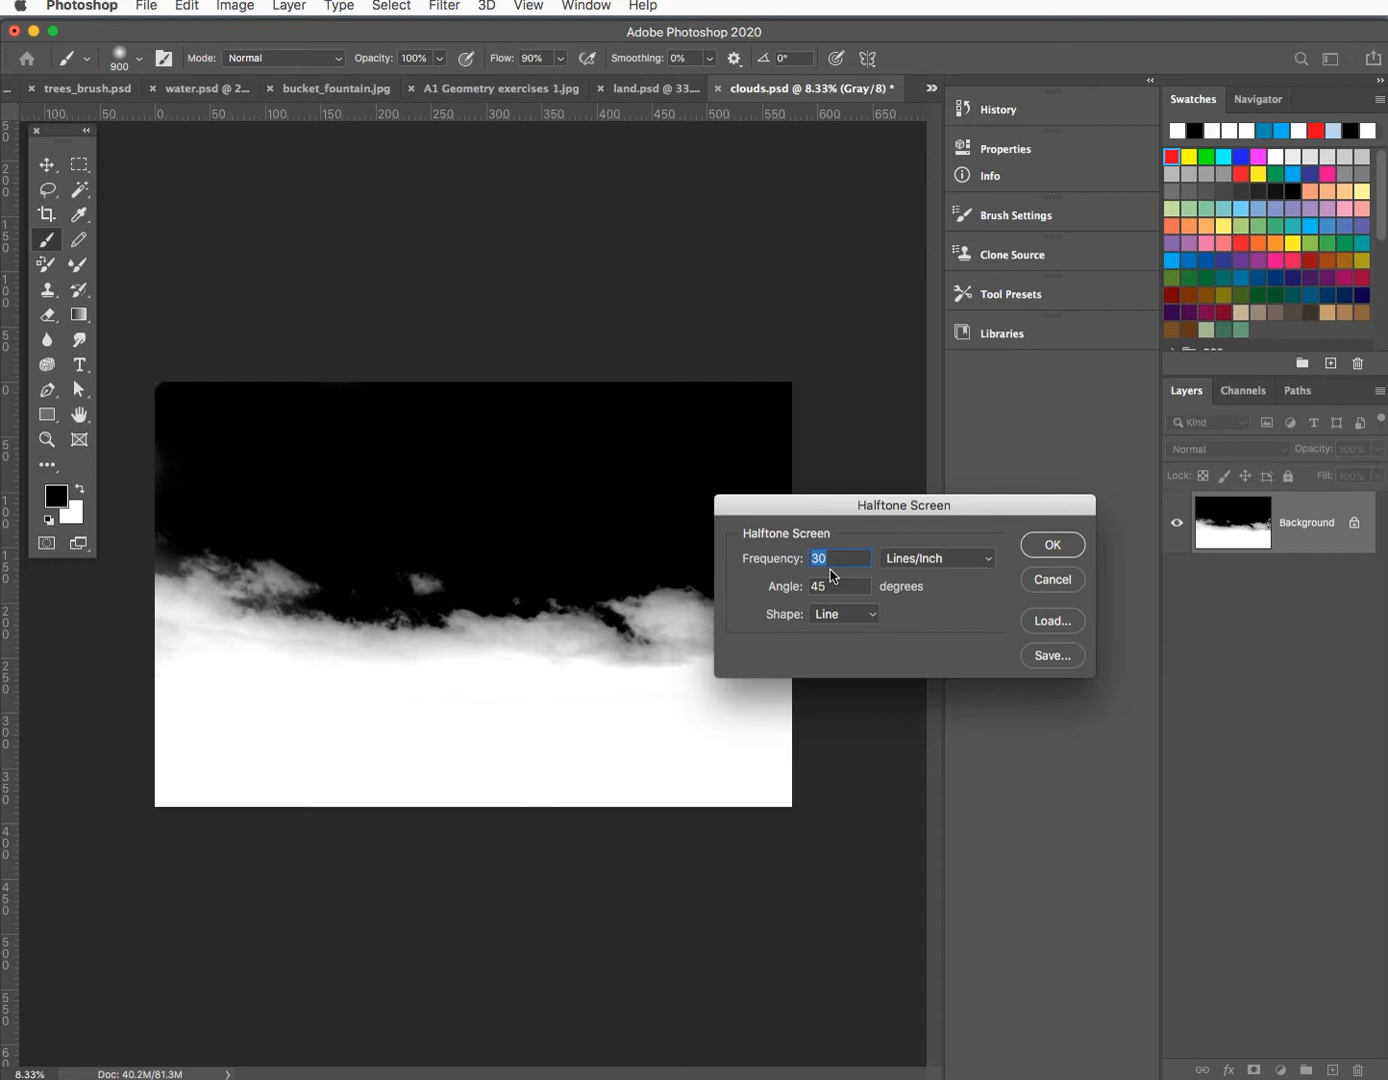 Photoshop File Edit Image Layer Type Select Filter 3D View Window Help
Adobe Photoshop 2020
900 Mode: Normal Opacity: 100% Flow: 90% Smoothing: 0% 0°
... × trees_brush.psd × water.psd @ 2... × bucket_fountain.jpg × A1 Geometry exercises 1.jpg × land.psd @ 33.... × clouds.psd @ 8.33% (Gray/8) *
100 50 0 50 100 150 200 250 300 350 400 450 500 550 600 650
History
Properties
Info
Brush Settings
Clone Source
Tool Presets
Libraries
Swatches Navigator
Layers Channels Paths
Kind
Normal Opacity: 100%
Lock: Fill: 100%
Background
Halftone Screen
Halftone Screen
Frequency: 30 Lines/Inch
Angle: 45 degrees
Shape: Line
OK
Cancel
Load...
Save...
8.33% Doc: 40.2M/81.3M